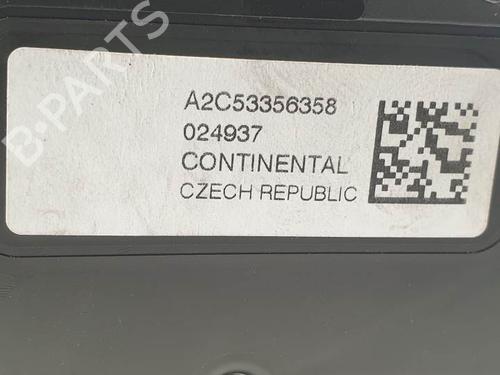 B-PARTS
A2C53356358
024937
CONTINENTAL
CZECH REPUBLIC